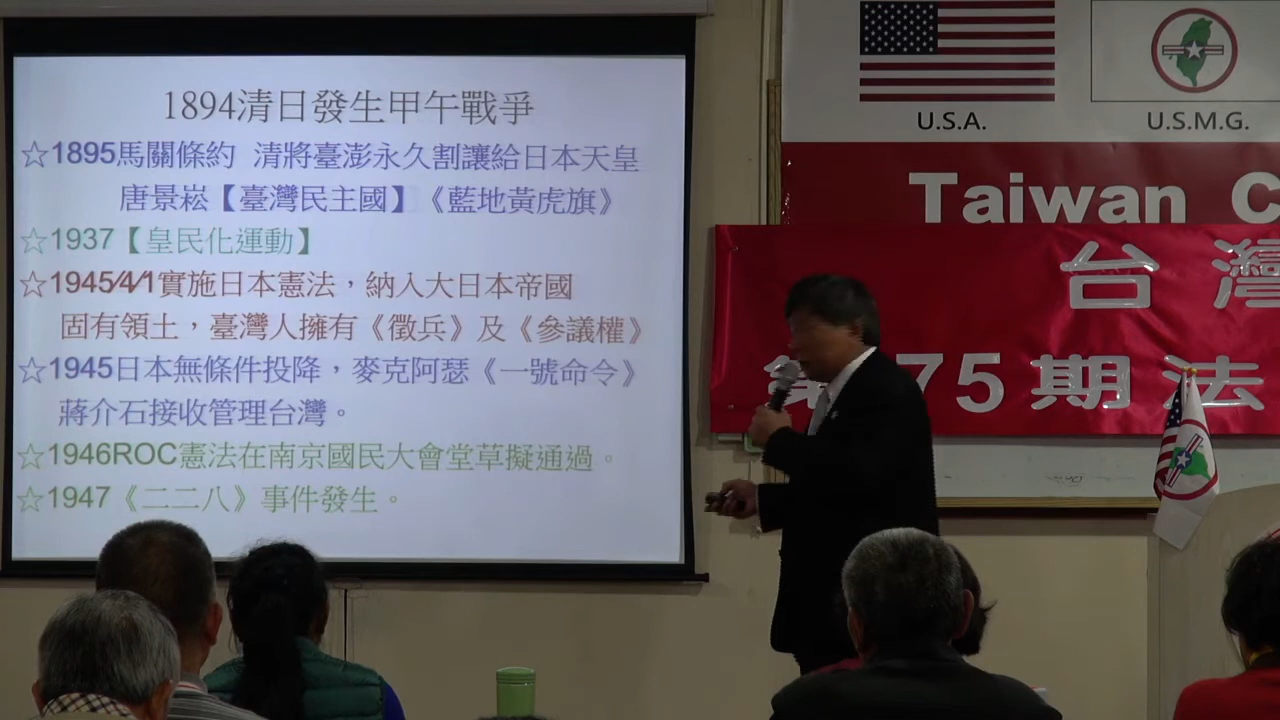 1894清日發生甲午戰爭
☆1895馬關條約 清將臺澎永久割讓給日本天皇
唐景崧【臺灣民主國】《藍地黃虎旗》
☆1937【皇民化運動】
☆1945/4/1實施日本憲法，納入大日本帝國
固有領土，臺灣人擁有《徵兵》及《參議權》
☆1945日本無條件投降，麥克阿瑟《一號命令》
蔣介石接收管理台灣。
☆1946ROC憲法在南京國民大會堂草擬通過。
☆1947《二二八》事件發生。
U.S.A.
U.S.M.G.
Taiwan C
台灣
第 75期法